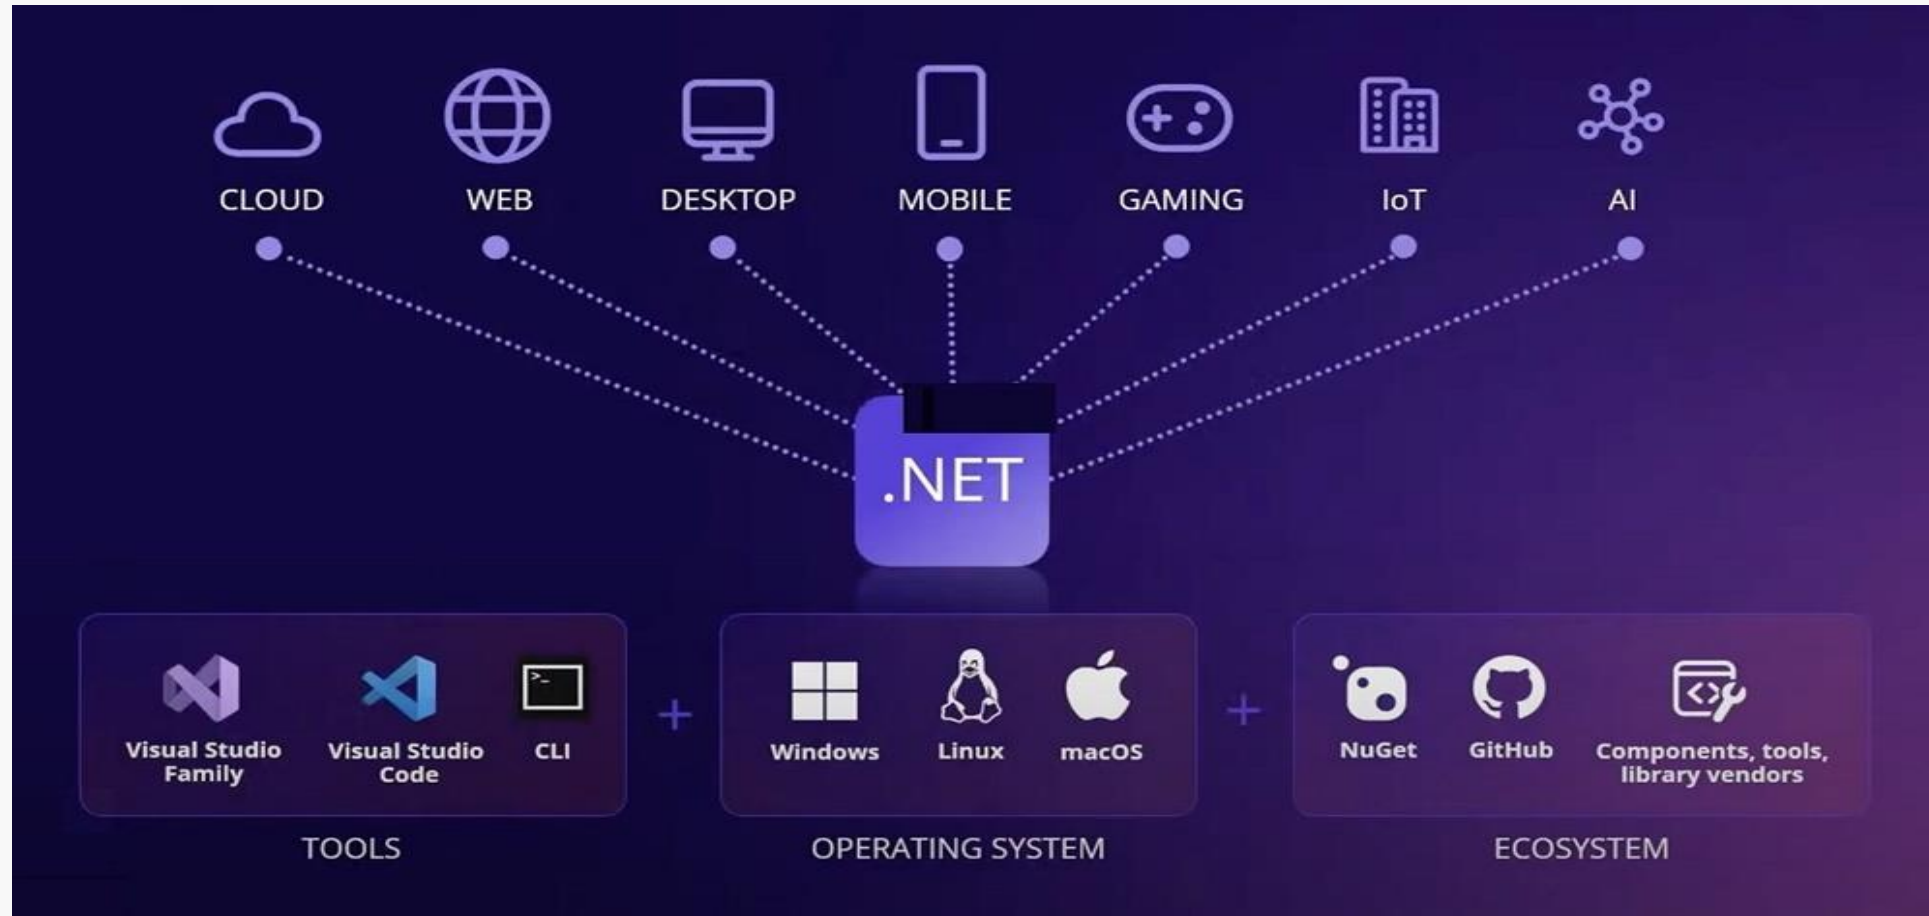 CLOUD WEB DESKTOP MOBILE GAMING IoT AI
.NET
>_
Visual Studio Family
Visual Studio Code
CLI
Windows Linux macOS
NuGet GitHub
Components, tools,
library vendors
TOOLS OPERATING SYSTEM ECOSYSTEM